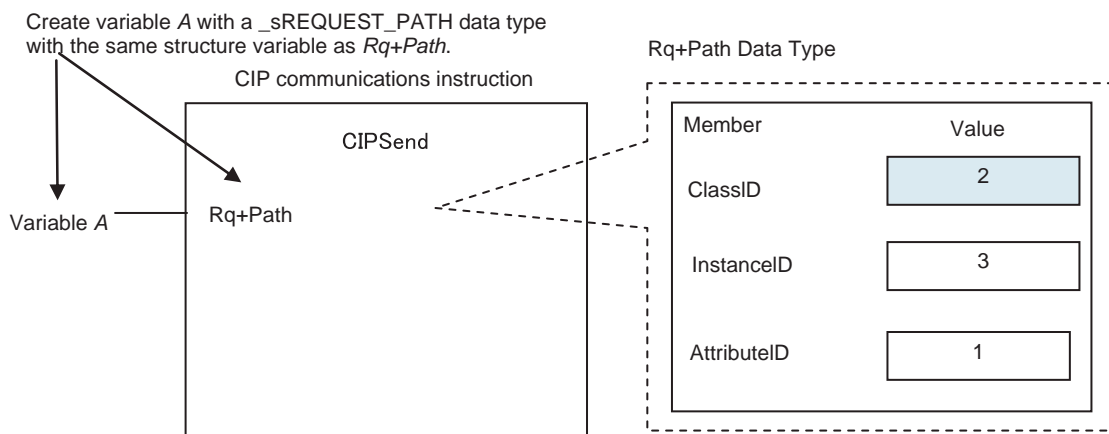 Create variable A with a _sREQUEST_PATH data type
with the same structure variable as Rq+Path.
CIP communications instruction
CIPSend
Variable A
Rq+Path
Rq+Path Data Type
Member Value
ClassID 2
InstanceID 3
AttributeID 1